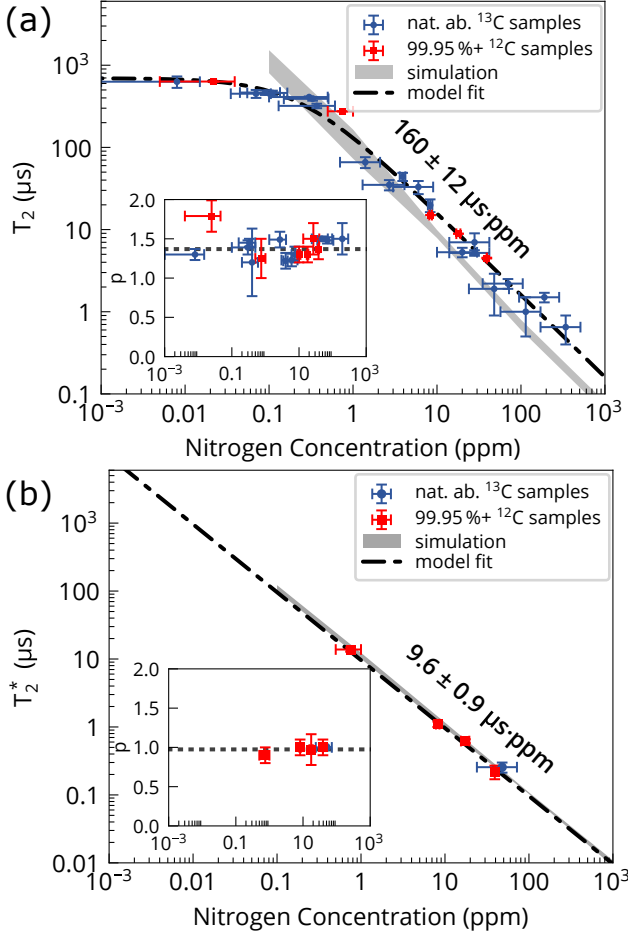 (a)
nat. ab. ¹³C samples
99.95 %+ ¹²C samples
simulation
model fit
10³
100
10
1
0.1
T₂ (μs)
160 ± 12 μs·ppm
2.0
1.5
1.0
0.5
0.0
p
10⁻³
0.1
10
10³
10⁻³
0.01
0.1
1
10
100
10³
Nitrogen Concentration (ppm)
(b)
nat. ab. ¹³C samples
99.95 %+ ¹²C samples
simulation
model fit
10³
100
10
1
0.1
0.01
T₂* (μs)
9.6 ± 0.9 μs·ppm
2.0
1.5
1.0
0.5
0.0
p
10⁻³
0.1
10
10³
10⁻³
0.01
0.1
1
10
100
10³
Nitrogen Concentration (ppm)